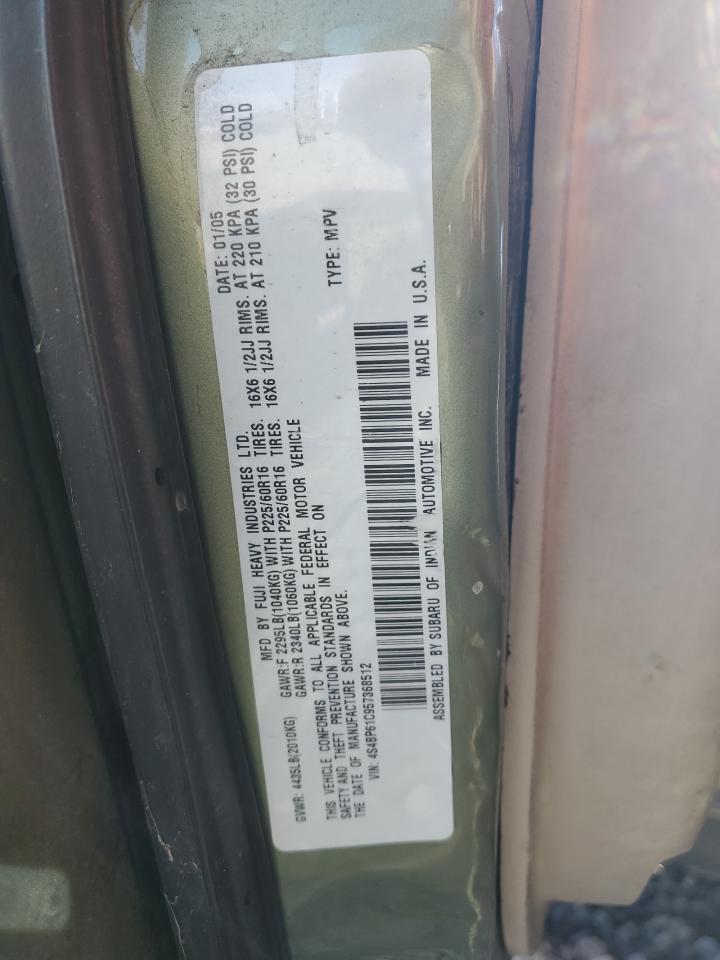 MFD BY FUJI HEAVY INDUSTRIES LTD. DATE: 01/05
GVWR: 4435LB(2010KG) GAWR:F 2295LB(1040KG) WITH P225/60R16 TIRES. 16X6 1/2JJ RIMS. AT 220 KPA (32 PSI) COLD
GAWR:R 2340LB(1060KG) WITH P225/60R16 TIRES. 16X6 1/2JJ RIMS. AT 210 KPA (30 PSI) COLD
THIS VEHICLE CONFORMS TO ALL APPLICABLE FEDERAL MOTOR VEHICLE
SAFETY AND THEFT PREVENTION STANDARDS IN EFFECT ON
THE DATE OF MANUFACTURE SHOWN ABOVE. TYPE: MPV
VIN: 4S4BP61C957368512
ASSEMBLED BY SUBARU OF INDIAN AUTOMOTIVE INC. MADE IN U.S.A.